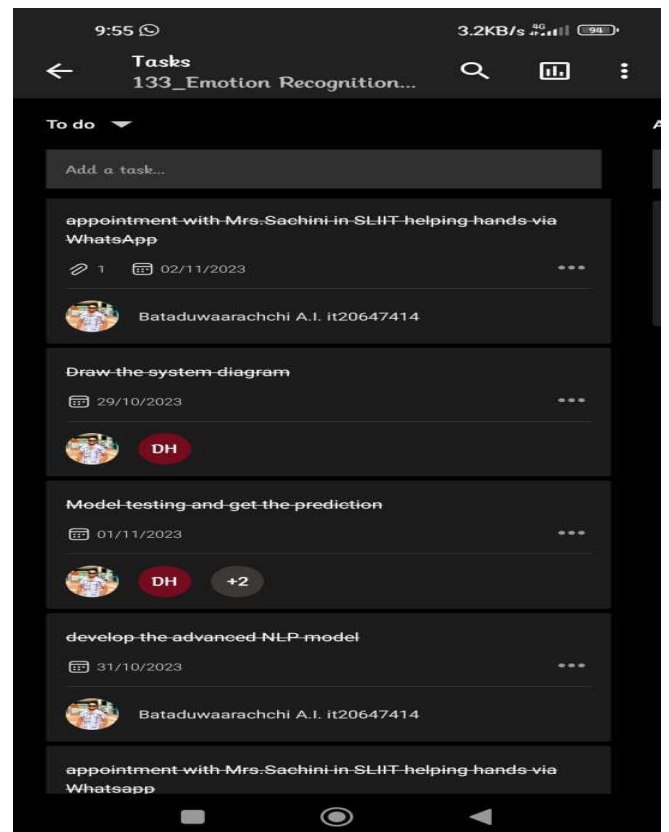 9:55 3.2KB/s 4G 94
Tasks
133_Emotion Recognition...
To do
A
Add a task...
appointment with Mrs.Sachini in SLIIT helping hands via
WhatsApp
1 02/11/2023
Bataduwaarachchi A.I. it20647414
Draw the system diagram
29/10/2023
DH
Model testing and get the prediction
01/11/2023
DH +2
develop the advanced NLP model
31/10/2023
Bataduwaarachchi A.I. it20647414
appointment with Mrs.Sachini in SLIIT helping hands via
Whatsapp